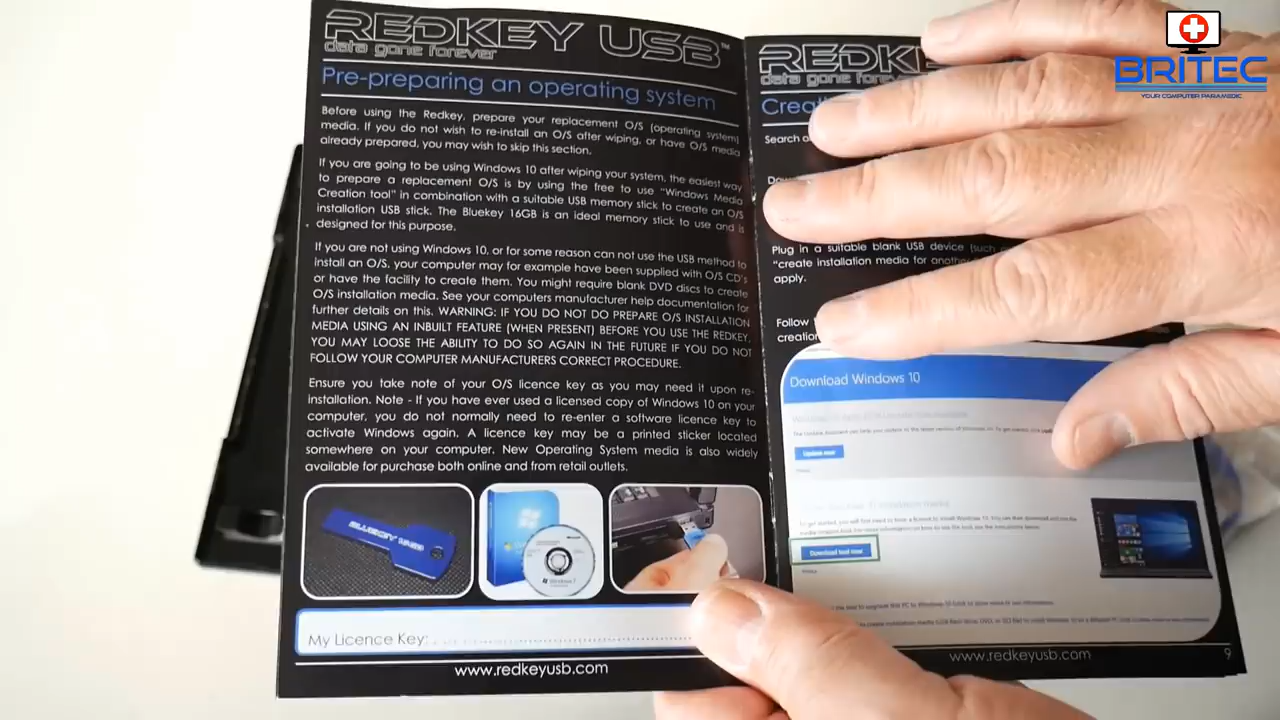 REDKEY USB™
data gone forever
Pre-preparing an operating system
Before using the Redkey, prepare your replacement O/S (operating system)
media. If you do not wish to re-install an O/S after wiping, or have O/S media
already prepared, you may wish to skip this section.
If you are going to be using Windows 10 after wiping your system, the easiest way
to prepare a replacement O/S is by using the free to use “Windows Media
Creation tool” in combination with a suitable USB memory stick to create an O/S
installation USB stick. The Bluekey 16GB is an ideal memory stick to use and is
designed for this purpose.
If you are not using Windows 10, or for some reason can not use the USB method to
install an O/S, your computer may for example have been supplied with O/S CD's
or have the facility to create them. You might require blank DVD discs to create
O/S installation media. See your computers manufacturer help documentation for
further details on this. WARNING: IF YOU DO NOT DO PREPARE O/S INSTALLATION
MEDIA USING AN INBUILT FEATURE (WHEN PRESENT) BEFORE YOU USE THE REDKEY,
YOU MAY LOOSE THE ABILITY TO DO SO AGAIN IN THE FUTURE IF YOU DO NOT
FOLLOW YOUR COMPUTER MANUFACTURERS CORRECT PROCEDURE.
Ensure you take note of your O/S licence key as you may need it upon re-
installation. Note - If you have ever used a licensed copy of Windows 10 on your
computer, you do not normally need to re-enter a software licence key to
activate Windows again. A licence key may be a printed sticker located
somewhere on your computer. New Operating System media is also widely
available for purchase both online and from retail outlets.
BLUEKEY USB
Windows 7
My Licence Key:
www.redkeyusb.com
REDKE
data gone forever
Search
Plug in a suitable blank USB device (such
“create installation media for
apply.
Follow
Download Windows 10
Update now
Download tool now
www.redkeyusb.com
9
BRITEC
YOUR COMPUTER PARAMEDIC